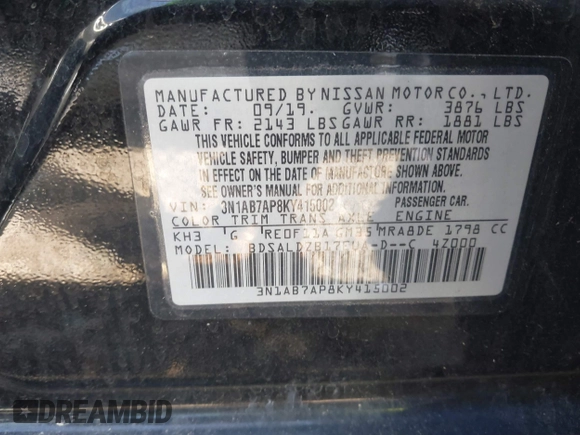 MANUFACTURED BY NISSAN MOTOR CO., LTD.
DATE: 09/19. GVWR: 3876 LBS
GAWR FR: 2143 LBS GAWR RR: 1881 LBS
THIS VEHICLE CONFORMS TO ALL APPLICABLE FEDERAL MOTOR
VEHICLE SAFETY, BUMPER AND THEFT PREVENTION STANDARDS
IN EFFECT ON THE DATE OF MANUFACTURE SHOWN ABOVE.
SEE OWNER'S MANUAL FOR ADDITIONAL INFORMATION
VIN: 3N1AB7AP8KY415002 PASSENGER CAR.
COLOR TRIM TRANS AXLE ENGINE
KH3 G RE0F11A GM35 MRA8DE 1798 CC
MODEL: 4Z000
3N1AB7AP8KY415002
DREAMBID